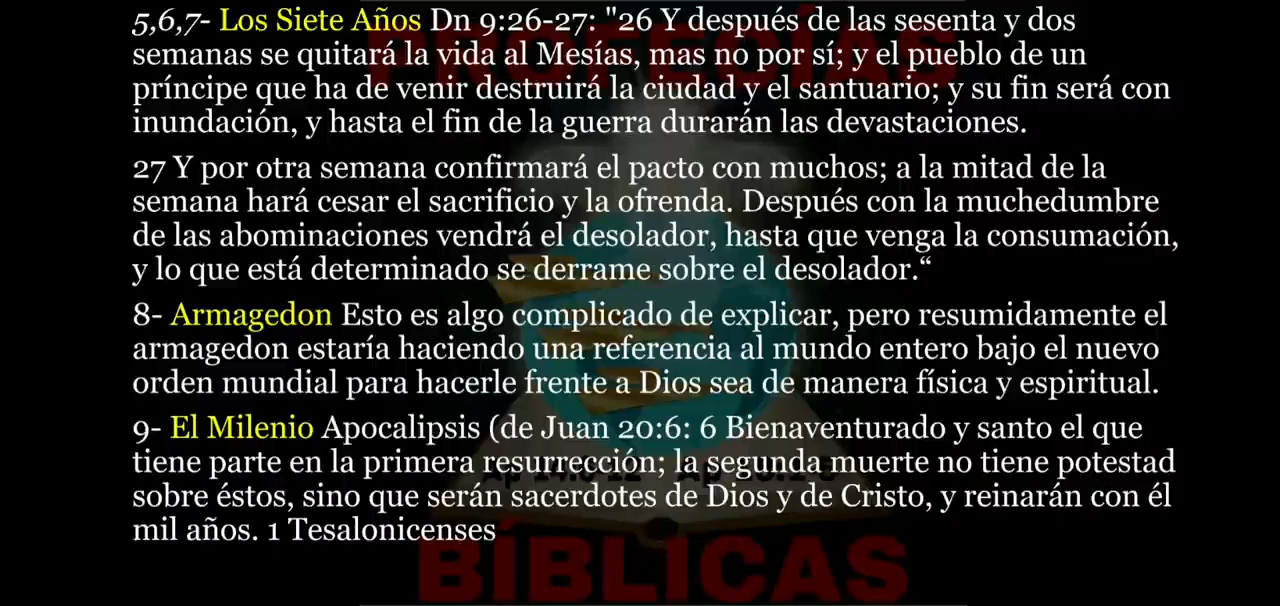 5,6,7- Los Siete Años Dn 9:26-27: "26 Y después de las sesenta y dos
semanas se quitará la vida al Mesías, mas no por sí; y el pueblo de un
príncipe que ha de venir destruirá la ciudad y el santuario; y su fin será con
inundación, y hasta el fin de la guerra durarán las devastaciones.
27 Y por otra semana confirmará el pacto con muchos; a la mitad de la
semana hará cesar el sacrificio y la ofrenda. Después con la muchedumbre
de las abominaciones vendrá el desolador, hasta que venga la consumación,
y lo que está determinado se derrame sobre el desolador.“
8- Armagedon Esto es algo complicado de explicar, pero resumidamente el
armagedon estaría haciendo una referencia al mundo entero bajo el nuevo
orden mundial para hacerle frente a Dios sea de manera física y espiritual.
9- El Milenio Apocalipsis (de Juan 20:6: 6 Bienaventurado y santo el que
tiene parte en la primera resurrección; la segunda muerte no tiene potestad
sobre éstos, sino que serán sacerdotes de Dios y de Cristo, y reinarán con él
mil años. 1 Tesalonicenses
PROFECÍAS
BÍBLICAS